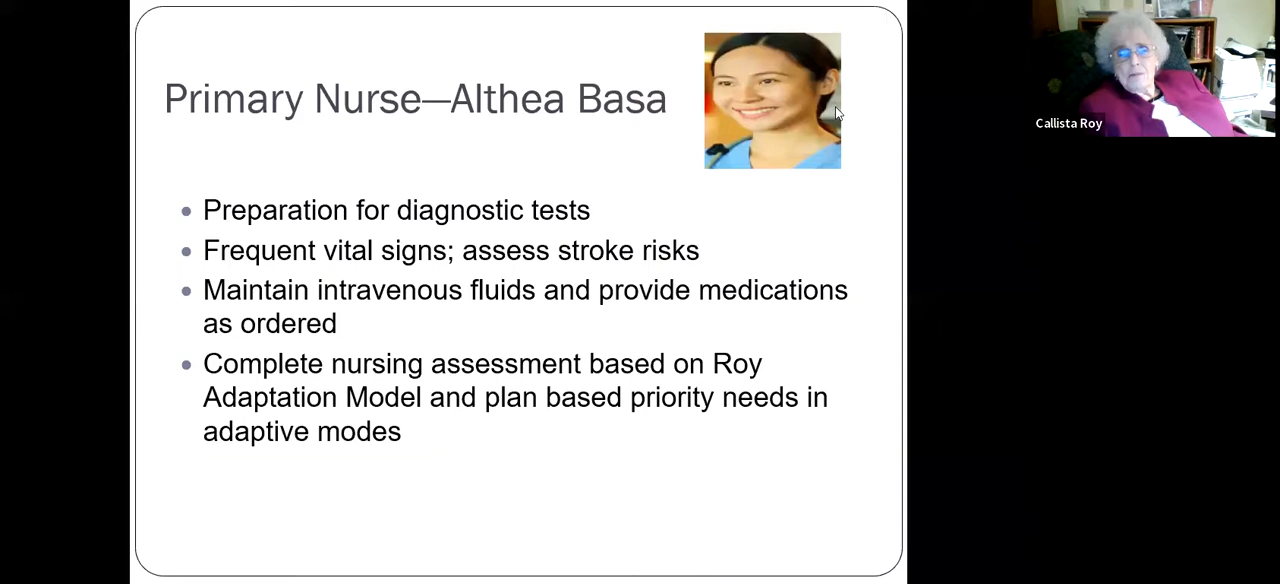 Primary Nurse—Althea Basa
Callista Roy
Preparation for diagnostic tests
Frequent vital signs; assess stroke risks
Maintain intravenous fluids and provide medications
as ordered
Complete nursing assessment based on Roy
Adaptation Model and plan based priority needs in
adaptive modes